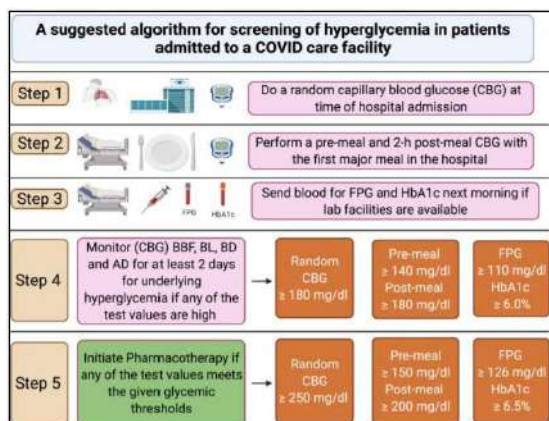 A suggested algorithm for screening of hyperglycemia in patients
admitted to a COVID care facility
Step 1
Do a random capillary blood glucose (CBG) at
time of hospital admission
Step 2
Perform a pre-meal and 2-h post-meal CBG with
the first major meal in the hospital
Step 3
FPG
HbA1c
Send blood for FPG and HbA1c next morning if
lab facilities are available
Step 4
Monitor (CBG) BBF, BL, BD
and AD for at least 2 days
for underlying
hyperglycemia if any of the
test values are high
Random
CBG
≥ 180 mg/dl
Pre-meal
≥ 140 mg/dl
Post-meal
≥ 180 mg/dl
FPG
≥ 110 mg/dl
HbA1c
≥ 6.0%
Step 5
Initiate Pharmacotherapy if
any of the test values meets
the given glycemic
thresholds
Random
CBG
≥ 250 mg/dl
Pre-meal
≥ 150 mg/dl
Post-meal
≥ 200 mg/dl
FPG
≥ 126 mg/dl
HbA1c
≥ 6.5%